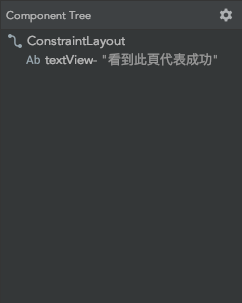 Component Tree
ConstraintLayout
Ab textView- "看到此頁代表成功"